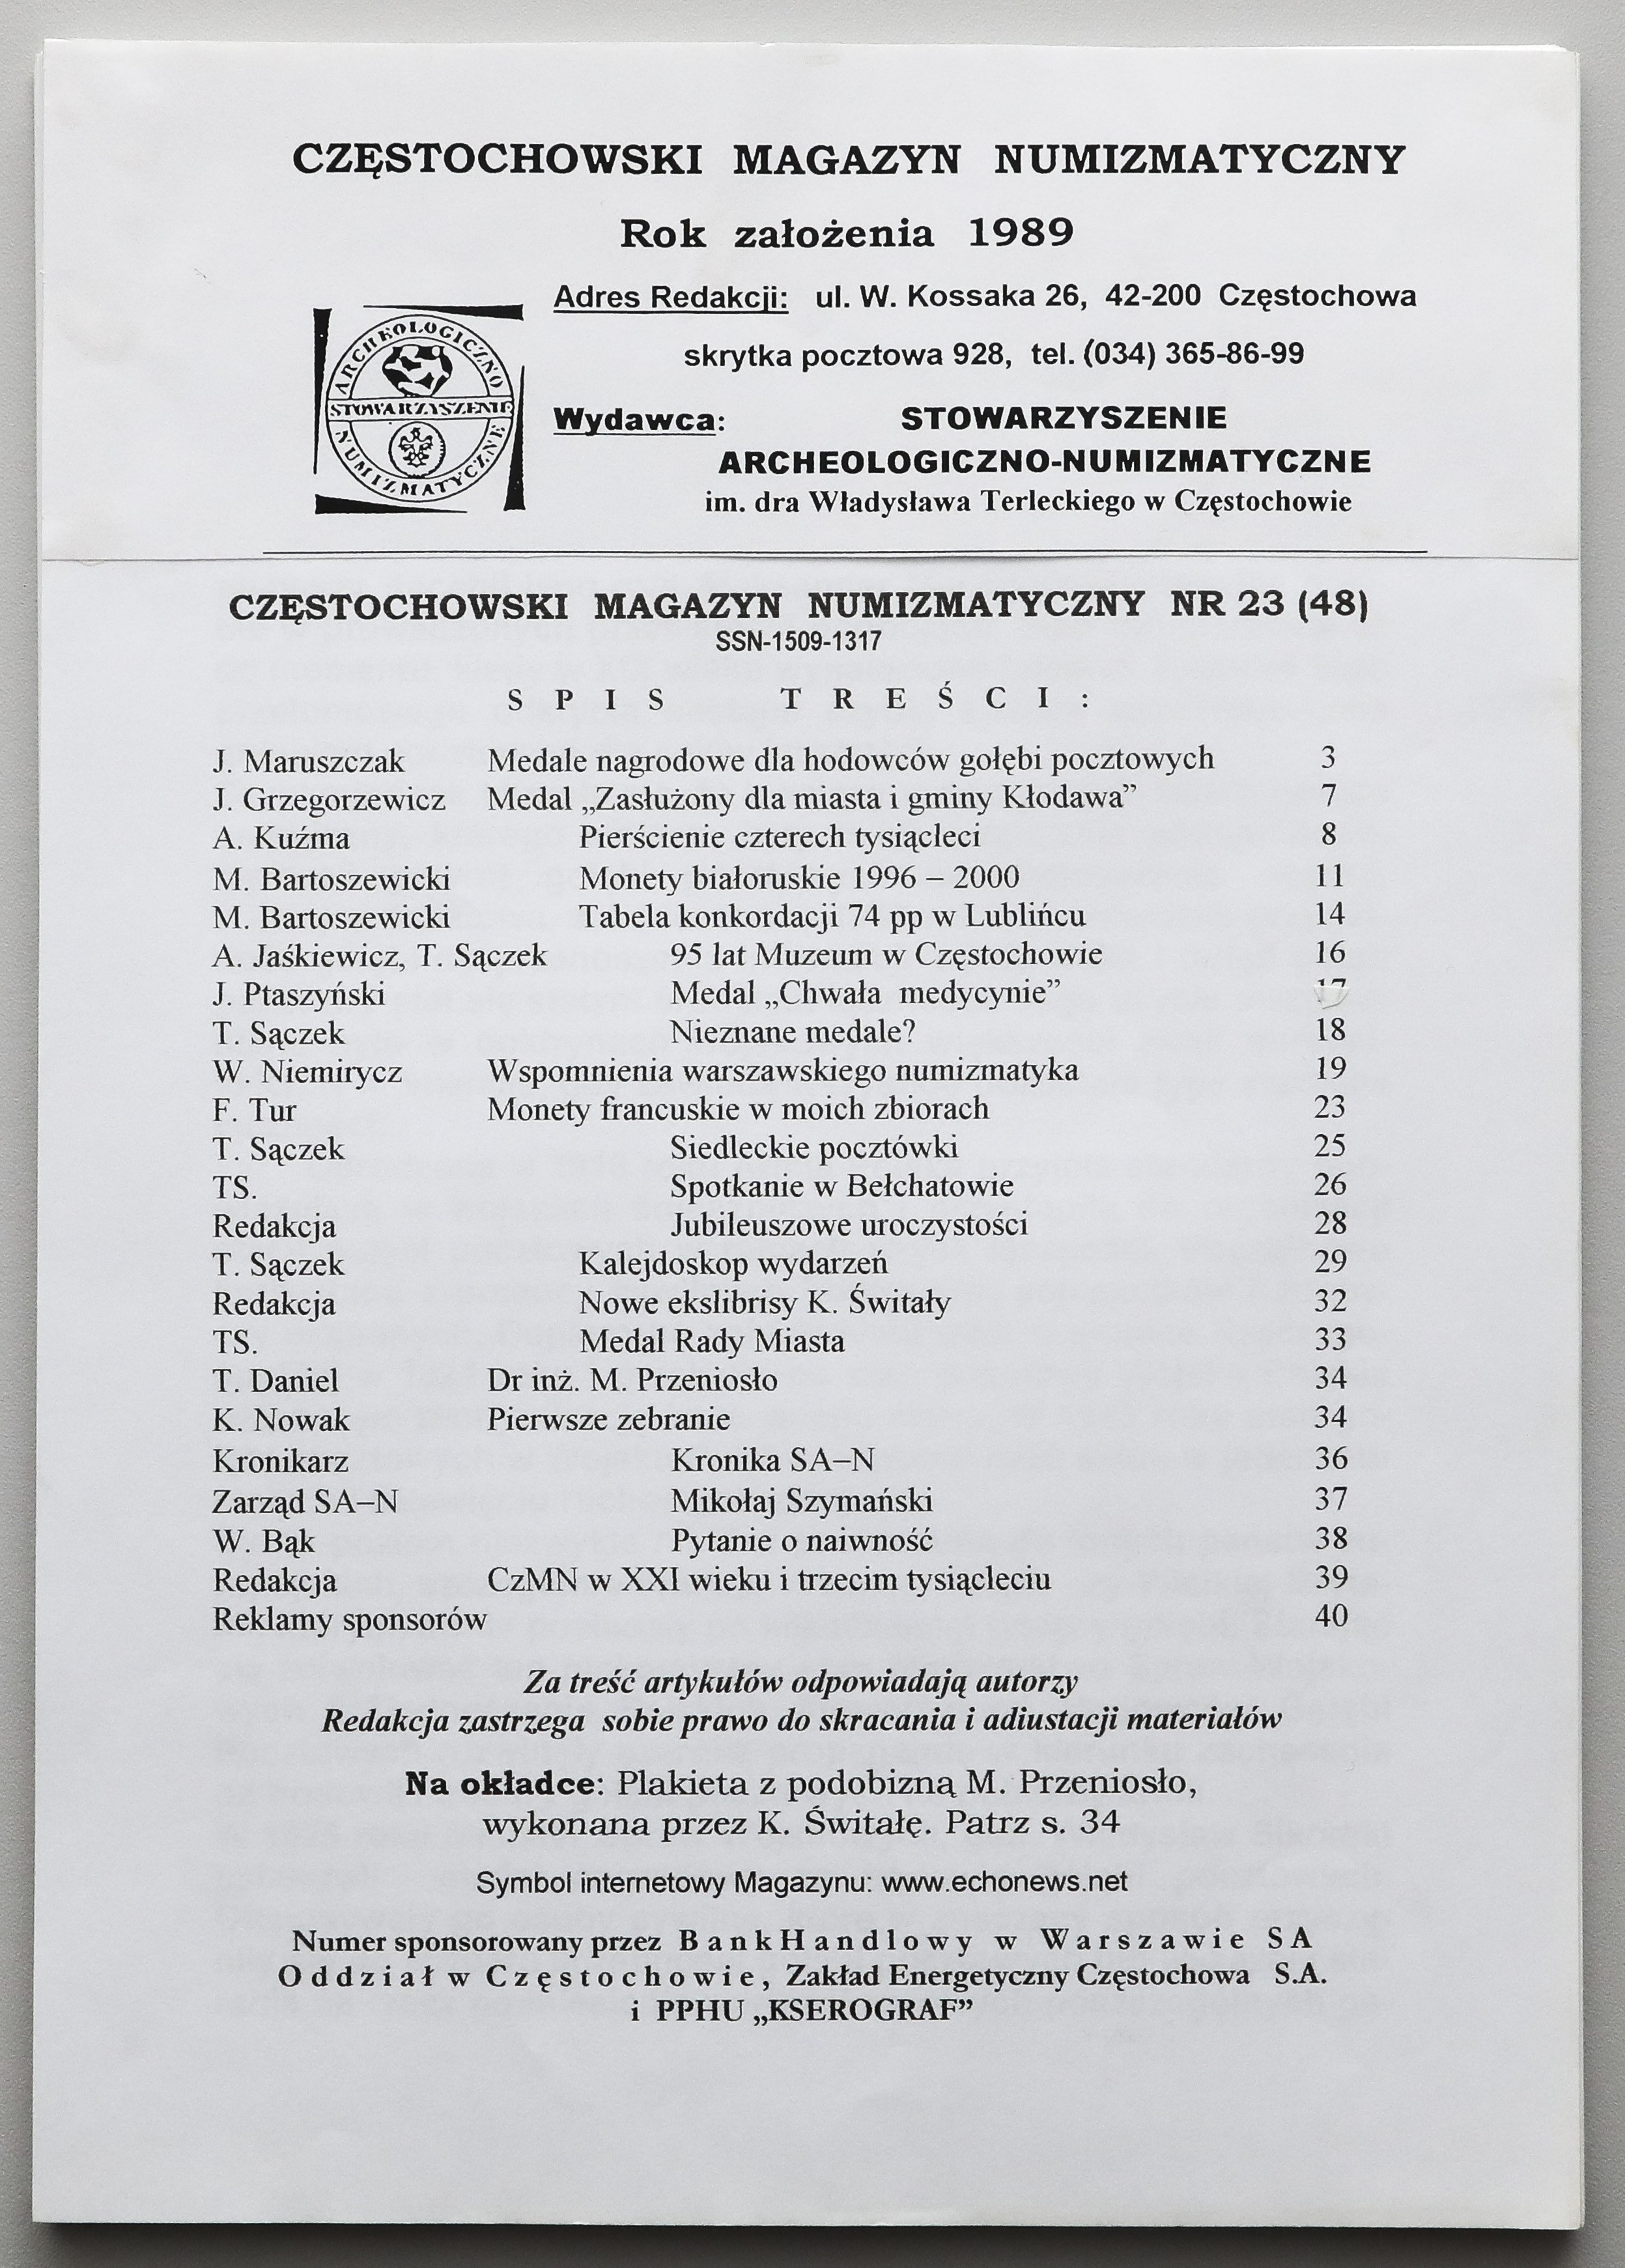 CZĘSTOCHOWSKI MAGAZYN NUMIZMATYCZNY
Rok założenia 1989
Adres Redakcji: ul. W. Kossaka 26, 42-200 Częstochowa
skrytka pocztowa 928, tel. (034) 365-86-99
ARCHEOLOGICZNO
STOWARZYSZENIE
NUMIZMATYCZNE
Wydawca: STOWARZYSZENIE
ARCHEOLOGICZNO-NUMIZMATYCZNE
im. dra Władysława Terleckiego w Częstochowie
CZĘSTOCHOWSKI MAGAZYN NUMIZMATYCZNY NR 23 (48)
SSN-1509-1317
S P I S T R E Ś C I :
J. Maruszczak Medale nagrodowe dla hodowców gołębi pocztowych 3
J. Grzegorzewicz Medal „Zasłużony dla miasta i gminy Kłodawa” 7
A. Kuźma Pierścienie czterech tysiącleci 8
M. Bartoszewicki Monety białoruskie 1996 – 2000 11
M. Bartoszewicki Tabela konkordacji 74 pp w Lublińcu 14
A. Jaśkiewicz, T. Sączek 95 lat Muzeum w Częstochowie 16
J. Ptaszyński Medal „Chwała medycynie” 17
T. Sączek Nieznane medale? 18
W. Niemirycz Wspomnienia warszawskiego numizmatyka 19
F. Tur Monety francuskie w moich zbiorach 23
T. Sączek Siedleckie pocztówki 25
TS. Spotkanie w Bełchatowie 26
Redakcja Jubileuszowe uroczystości 28
T. Sączek Kalejdoskop wydarzeń 29
Redakcja Nowe ekslibrisy K. Świtały 32
TS. Medal Rady Miasta 33
T. Daniel Dr inż. M. Przeniosło 34
K. Nowak Pierwsze zebranie 34
Kronikarz Kronika SA–N 36
Zarząd SA–N Mikołaj Szymański 37
W. Bąk Pytanie o naiwność 38
Redakcja CzMN w XXI wieku i trzecim tysiącleciu 39
Reklamy sponsorów 40
Za treść artykułów odpowiadają autorzy
Redakcja zastrzega sobie prawo do skracania i adiustacji materiałów
Na okładce: Plakieta z podobizną M. Przeniosło,
wykonana przez K. Świtałę. Patrz s. 34
Symbol internetowy Magazynu: www.echonews.net
Numer sponsorowany przez B a n k H a n d l o w y w W a r s z a w i e S A
O d d z i a ł w C z ę s t o c h o w i e , Zakład Energetyczny Częstochowa S.A.
i PPHU „KSEROGRAF”